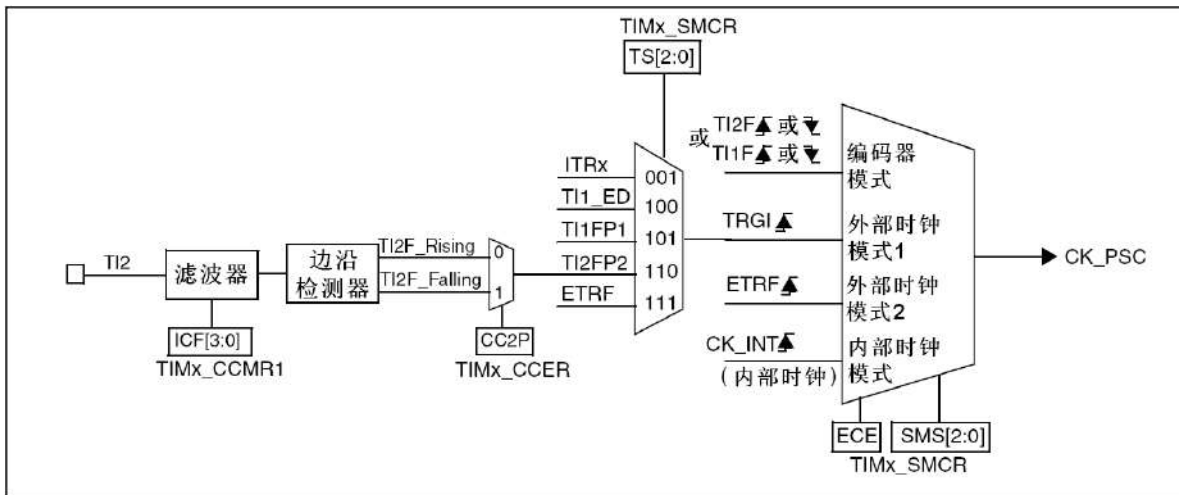 TIMx_SMCR
TS[2:0]
TI2F 或
或
TI1F 或
编码器
模式
ITRx
001
TI1_ED
100
TI1FP1
101
TRGI
外部时钟
模式1
CK_PSC
TI2
滤波器
边沿
检测器
TI2F_Rising
0
TI2F_Falling
1
TI2FP2
110
ETRF
111
ETRF
外部时钟
模式2
ICF[3:0]
TIMx_CCMR1
CC2P
TIMx_CCER
CK_INT
(内部时钟)
内部时钟
模式
ECE
SMS[2:0]
TIMx_SMCR